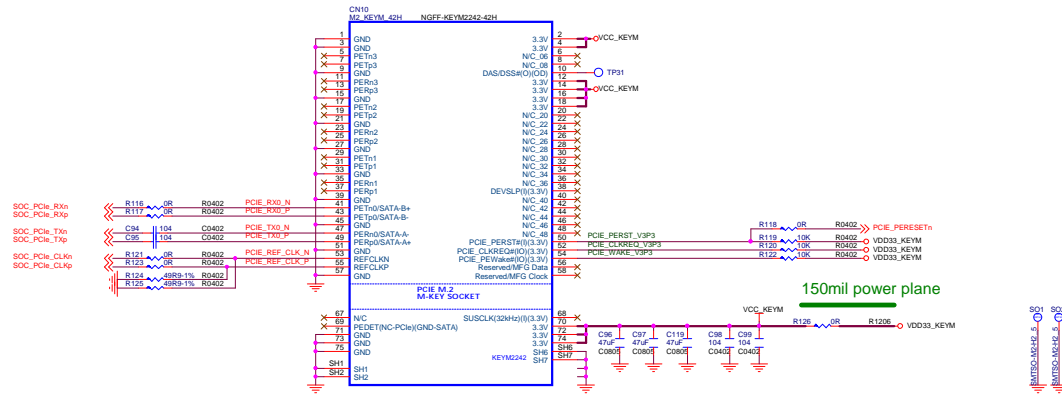 CN10
M2_KEYM_42H NGFF-KEYM2242-42H
1 GND 3.3V 2 VCC_KEYM
3 GND 3.3V 4
5 PETn3 N/C_06 6
7 PETp3 N/C_08 8
9 GND DAS/DSS#(O)(OD) 10 TP31
11 PERn3 3.3V 12
13 PERp3 3.3V 14 VCC_KEYM
15 GND 3.3V 16
17 PETn2 3.3V 18
19 PETp2 N/C_20 20
21 GND N/C_22 22
23 PERn2 N/C_24 24
25 PERp2 N/C_26 26
27 GND N/C_28 28
29 PETn1 N/C_30 30
31 PETp1 N/C_32 32
33 GND N/C_34 34
35 PERn1 N/C_36 36
37 PERp1 DEVSLP(I)(3.3V) 38
39 GND N/C_40 40
SOC_PCIe_RXn R116 0R R0402 PCIE_RX0_N 41 PETn0/SATA-B+ N/C_42 42
SOC_PCIe_RXp R117 0R R0402 PCIE_RX0_P 43 PETp0/SATA-B- N/C_44 44
45 GND N/C_46 46
SOC_PCIe_TXn C94 104 C0402 PCIE_TX0_N 47 PERn0/SATA-A- N/C_48 48
SOC_PCIe_TXp C95 104 C0402 PCIE_TX0_P 49 PERp0/SATA-A+ PCIE_PERST#(I)(3.3V) 50 PCIE_PERST_V3P3
R118 0R R0402 PCIE_PERESETn
51 GND PCIE_CLKREQ#(IO)(3.3V) 52 PCIE_CLKREQ_V3P3 R119 10K R0402 VDD33_KEYM
SOC_PCIe_CLKn R121 0R R0402 PCIE_REF_CLK_N 53 REFCLKN PCIE_PEWake#(IO)(3.3V) 54 PCIE_WAKE_V3P3 R120 10K R0402 VDD33_KEYM
SOC_PCIe_CLKp R123 0R R0402 PCIE_REF_CLK_P 55 REFCLKP Reserved/MFG Data 56 R122 10K R0402 VDD33_KEYM
R124 49R9-1% R0402 57 GND Reserved/MFG Clock 58
R125 49R9-1% R0402
PCIE M.2
M-KEY SOCKET
150mil power plane
67 N/C SUSCLK(32kHz)(I)(3.3V) 68
69 PEDET(NC-PCIe)(GND-SATA) 3.3V 70
71 GND 3.3V 72
73 GND 3.3V 74
75 GND
VCC_KEYM
R126 0R R1206 VDD33_KEYM
C96 C97 C119 C98 C99
47uF 47uF 47uF 104 104
C0805 C0805 C0805 C0402 C0402
KEYM2242
SH6 SH6
SH7 SH7
SH1 SH1
SH2 SH2
SO1
SMTSO-M2-H2_5